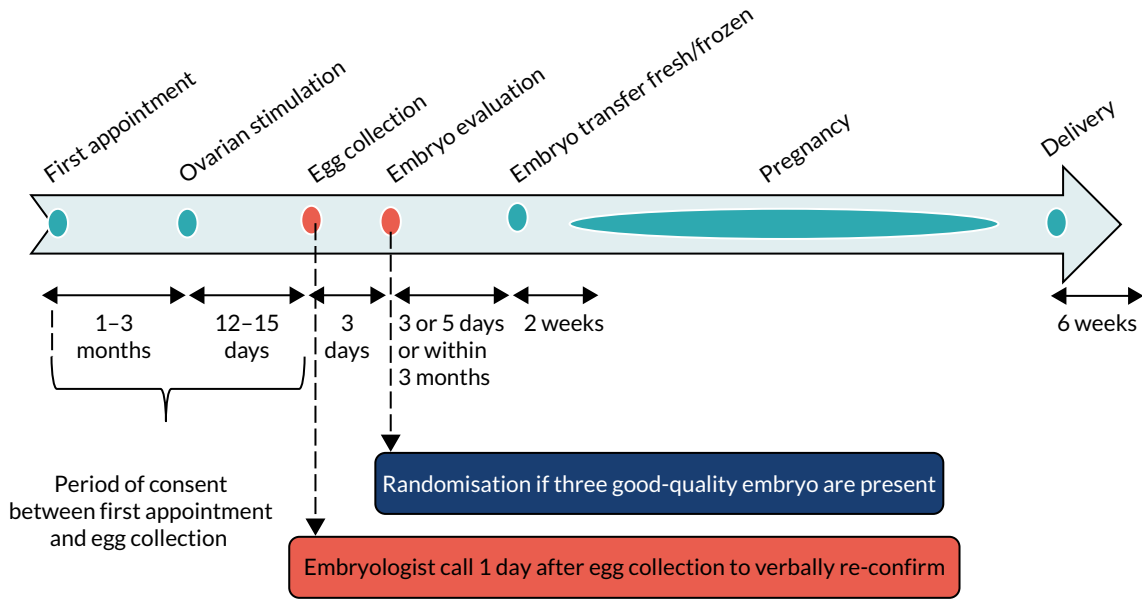 First appointment
Ovarian stimulation
Egg collection
Embryo evaluation
Embryo transfer fresh/frozen
Pregnancy
Delivery
1–3
months
12–15
days
3
days
3 or 5 days
or within
3 months
2 weeks
6 weeks
Period of consent
between first appointment
and egg collection
Randomisation if three good-quality embryo are present
Embryologist call 1 day after egg collection to verbally re-confirm